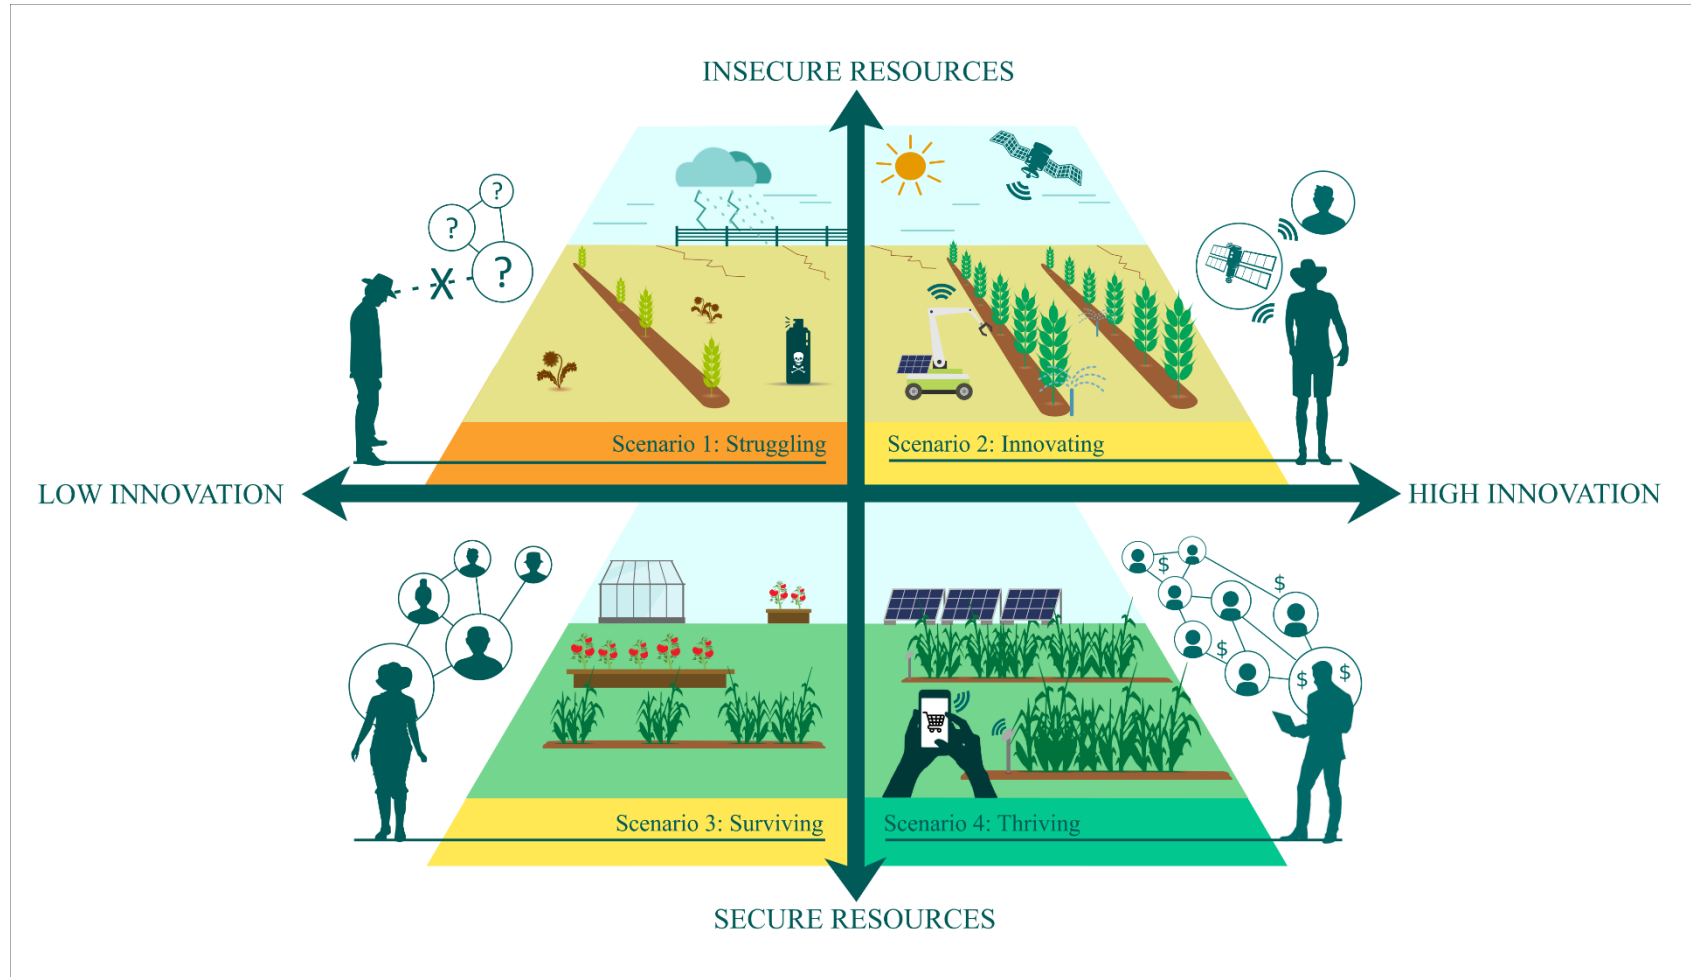 INSECURE RESOURCES
?
?
?
X
Scenario 1: Struggling
Scenario 2: Innovating
LOW INNOVATION
HIGH INNOVATION
$
$
$
$
$
Scenario 3: Surviving
Scenario 4: Thriving
SECURE RESOURCES